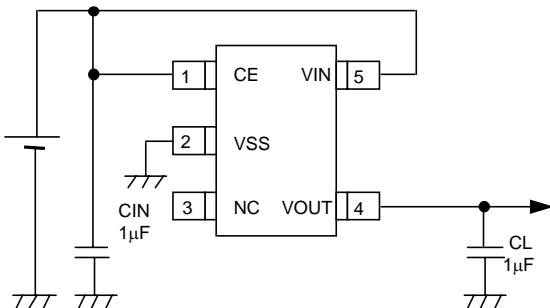 1 CE VIN 5
2 VSS
3 NC VOUT 4
CIN
1μF
CL
1μF